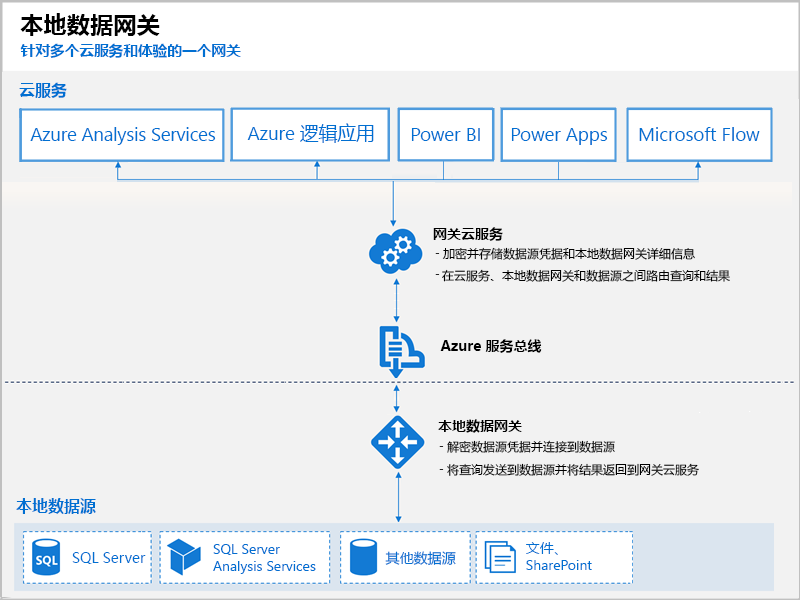 本地数据网关
针对多个云服务和体验的一个网关
云服务
Azure Analysis Services
Azure 逻辑应用
Power BI
Power Apps
Microsoft Flow
网关云服务
- 加密并存储数据源凭据和本地数据网关详细信息
- 在云服务、本地数据网关和数据源之间路由查询和结果
Azure 服务总线
本地数据网关
- 解密数据源凭据并连接到数据源
- 将查询发送到数据源并将结果返回到网关云服务
本地数据源
SQL
SQL Server
SQL Server
Analysis Services
其他数据源
文件、
SharePoint